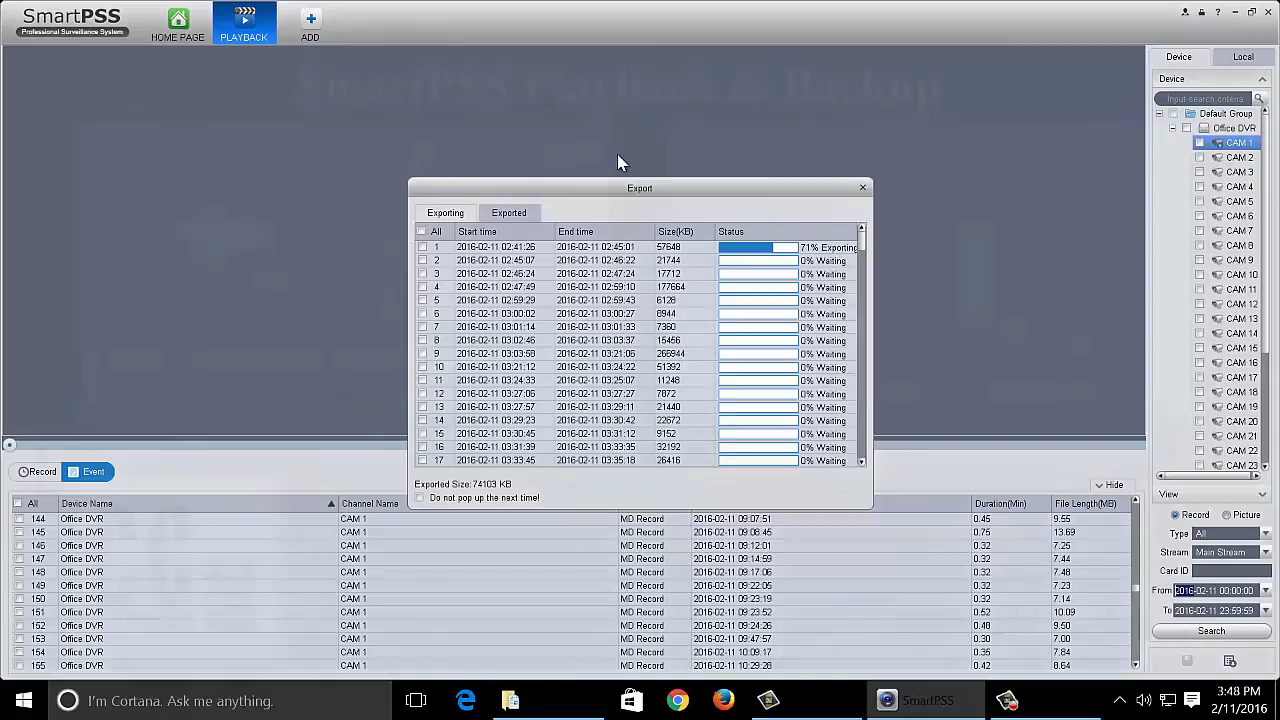 SmartPSS
Professional Surveillance System
HOME PAGE
PLAYBACK
ADD
Device Local
Device
Input search criteria
Default Group
Office DVR
CAM 1
CAM 2
CAM 3
CAM 4
CAM 5
CAM 6
CAM 7
CAM 8
CAM 9
CAM 10
CAM 11
CAM 12
CAM 13
CAM 14
CAM 15
CAM 16
CAM 17
CAM 18
CAM 19
CAM 20
CAM 21
CAM 22
CAM 23
View
Record Picture
Type All
Stream Main Stream
Card ID
From 2016-02-11 00:00:00
To 2016-02-11 23:59:59
Search
Export
Exporting Exported
All Start time End time Size(KB) Status
1 2016-02-11 02:41:26 2016-02-11 02:45:01 57648 71% Exporting
2 2016-02-11 02:45:07 2016-02-11 02:46:22 21744 0% Waiting
3 2016-02-11 02:46:24 2016-02-11 02:47:24 17712 0% Waiting
4 2016-02-11 02:47:49 2016-02-11 02:59:10 177664 0% Waiting
5 2016-02-11 02:59:29 2016-02-11 02:59:43 6128 0% Waiting
6 2016-02-11 03:00:02 2016-02-11 03:00:27 8944 0% Waiting
7 2016-02-11 03:01:14 2016-02-11 03:01:33 7360 0% Waiting
8 2016-02-11 03:02:46 2016-02-11 03:03:37 15456 0% Waiting
9 2016-02-11 03:03:58 2016-02-11 03:21:06 266944 0% Waiting
10 2016-02-11 03:21:12 2016-02-11 03:24:22 51392 0% Waiting
11 2016-02-11 03:24:33 2016-02-11 03:25:07 11248 0% Waiting
12 2016-02-11 03:27:06 2016-02-11 03:27:27 7872 0% Waiting
13 2016-02-11 03:27:57 2016-02-11 03:29:11 21440 0% Waiting
14 2016-02-11 03:29:23 2016-02-11 03:30:42 22672 0% Waiting
15 2016-02-11 03:30:45 2016-02-11 03:31:12 9152 0% Waiting
16 2016-02-11 03:31:39 2016-02-11 03:33:35 32192 0% Waiting
17 2016-02-11 03:33:45 2016-02-11 03:35:18 26416 0% Waiting
Exported Size:74103 KB
Do not pop up the next time!
Record Event
Hide
All Device Name Channel Name Duration(Min) File Length(MB)
144 Office DVR CAM 1 MD Record 2016-02-11 09:07:51 0.45 9.55
145 Office DVR CAM 1 MD Record 2016-02-11 09:08:45 0.75 13.69
146 Office DVR CAM 1 MD Record 2016-02-11 09:12:01 0.32 7.25
147 Office DVR CAM 1 MD Record 2016-02-11 09:14:59 0.32 7.44
148 Office DVR CAM 1 MD Record 2016-02-11 09:17:06 0.32 7.48
149 Office DVR CAM 1 MD Record 2016-02-11 09:22:05 0.32 7.23
150 Office DVR CAM 1 MD Record 2016-02-11 09:23:19 0.32 7.14
151 Office DVR CAM 1 MD Record 2016-02-11 09:23:52 0.52 10.09
152 Office DVR CAM 1 MD Record 2016-02-11 09:24:26 0.48 9.50
153 Office DVR CAM 1 MD Record 2016-02-11 09:47:57 0.30 7.00
154 Office DVR CAM 1 MD Record 2016-02-11 10:09:17 0.35 7.84
155 Office DVR CAM 1 MD Record 2016-02-11 10:29:28 0.42 8.64
I'm Cortana. Ask me anything.
SmartPSS
3:48 PM
2/11/2016